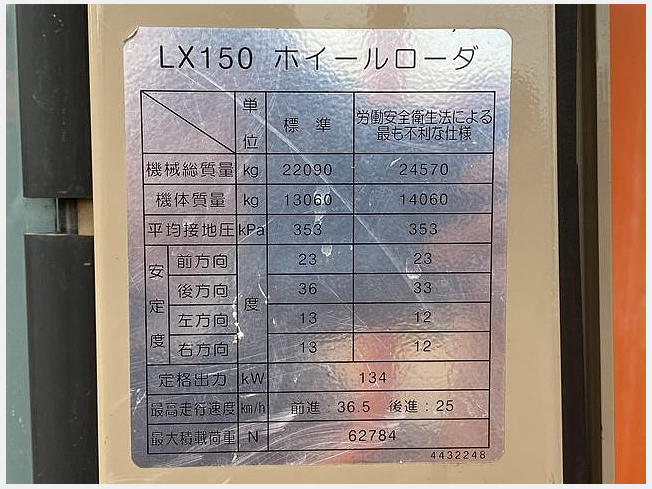 LX150 ホイールローダ
単位 標準 労働安全衛生法による
最も不利な仕様
機械総質量 kg 22090 24570
機体質量 kg 13060 14060
平均接地圧 kPa 353 353
安定度 前方向 度 23 23
後方向 36 33
左方向 13 12
右方向 13 12
定格出力 kW 134
最高走行速度 km/h 前進:36.5 後進:25
最大積載荷重 N 62784
4432248